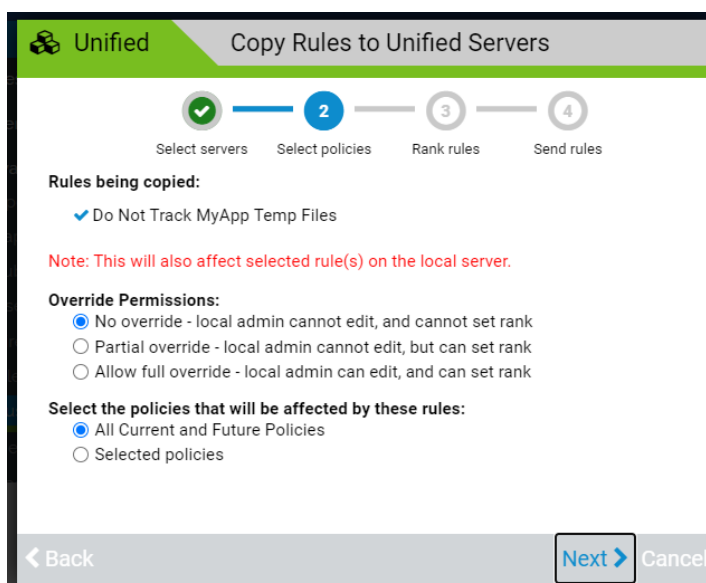 Unified
Copy Rules to Unified Servers
2
3
4
Select servers
Select policies
Rank rules
Send rules
Rules being copied:
Do Not Track MyApp Temp Files
Note: This will also affect selected rule(s) on the local server.
Override Permissions:
No override - local admin cannot edit, and cannot set rank
Partial override - local admin cannot edit, but can set rank
Allow full override - local admin can edit, and can set rank
Select the policies that will be affected by these rules:
All Current and Future Policies
Selected policies
Back
Next
Cancel